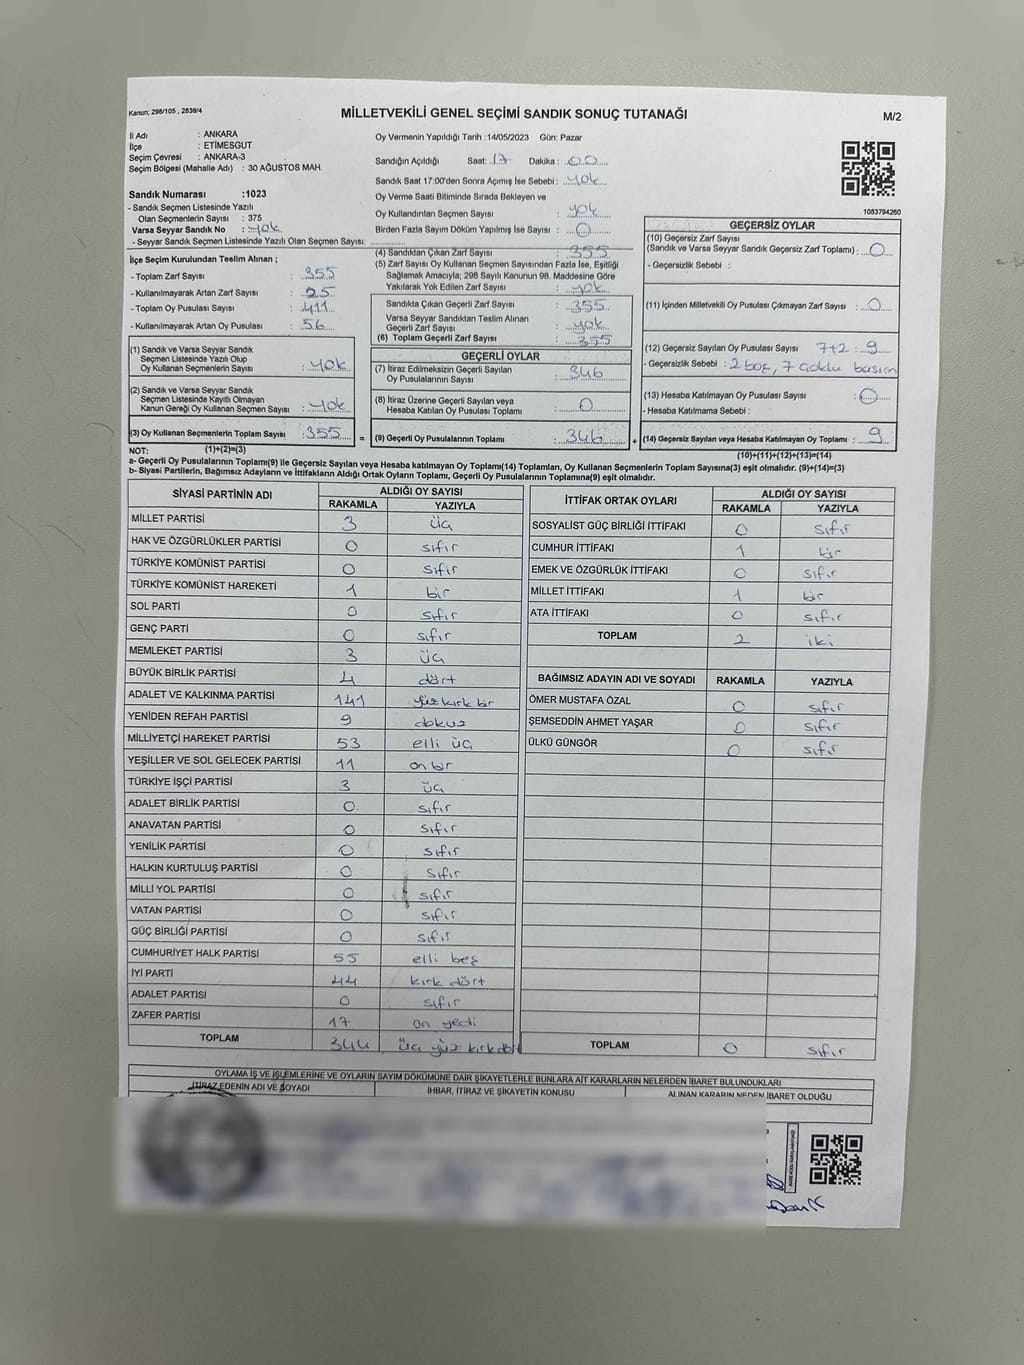 Kanun; 298/105 , 2839/4
MİLLETVEKİLİ GENEL SEÇİMİ SANDIK SONUÇ TUTANAĞI
M/2
İl Adı : ANKARA
İlçe : ETİMESGUT
Seçim Çevresi : ANKARA-3
Seçim Bölgesi (Mahalle Adı) : 30 AĞUSTOS MAH.
Sandık Numarası :1023
- Sandık Seçmen Listesinde Yazılı
Olan Seçmenlerin Sayısı : 375
Varsa Seyyar Sandık No : yok
- Seyyar Sandık Seçmen Listesinde Yazılı Olan Seçmen Sayısı:
Oy Vermenin Yapıldığı Tarih :14/05/2023 Gün: Pazar
Sandığın Açıldığı Saat: 17 Dakika : 00
Sandık Saat 17:00'den Sonra Açımış İse Sebebi : yok
Oy Verme Saati Bitiminde Sırada Bekleyen ve
Oy Kullandırılan Seçmen Sayısı : yok
Birden Fazla Sayım Döküm Yapılmış İse Sayısı : 0
1083794260
İlçe Seçim Kurulundan Teslim Alınan ;
- Toplam Zarf Sayısı : 355
- Kullanılmayarak Artan Zarf Sayısı : 25
- Toplam Oy Pusulası Sayısı : 411
- Kullanılmayarak Artan Oy Pusulası : 56
(1) Sandık ve Varsa Seyyar Sandık
Seçmen Listesinde Yazılı Olup
Oy Kullanan Seçmenlerin Sayısı : yok
(2) Sandık ve Varsa Seyyar Sandık
Seçmen Listesinde Kayıtlı Olmayan
Kanun Gereği Oy Kullanan Seçmen Sayısı : yok
(3) Oy Kullanan Seçmenlerin Toplam Sayısı : 355
(1)+(2)=(3)
(4) Sandıktan Çıkan Zarf Sayısı : 355
(5) Zarf Sayısı Oy Kullanan Seçmen Sayısından Fazla İse, Eşitliği
Sağlamak Amacıyla; 298 Sayılı Kanunun 98. Maddesine Göre
Yakılarak Yok Edilen Zarf Sayısı : yok
Sandıkta Çıkan Geçerli Zarf Sayısı : 355
Varsa Seyyar Sandıktan Teslim Alınan
Geçerli Zarf Sayısı : yok
(6) Toplam Geçerli Zarf Sayısı : 355
GEÇERLİ OYLAR
(7) İtiraz Edilmeksizin Geçerli Sayılan
Oy Pusulalarının Sayısı : 346
(8) İtiraz Üzerine Geçerli Sayılan veya
Hesaba Katılan Oy Pusulası Toplamı : 0
= (9) Geçerli Oy Pusulalarının Toplamı : 346 +
GEÇERSİZ OYLAR
(10) Geçersiz Zarf Sayısı
(Sandık ve Varsa Seyyar Sandık Geçersiz Zarf Toplamı) : 0
- Geçersizlik Sebebi :
(11) İçinden Milletvekili Oy Pusulası Çıkmayan Zarf Sayısı : 0
(12) Geçersiz Sayılan Oy Pusulası Sayısı 7+2 : 9
- Geçersizlik Sebebi : 2 boş, 7 çoklu basım
(13) Hesaba Katılmayan Oy Pusulası Sayısı : 0
- Hesaba Katılmama Sebebi :
(14) Geçersiz Sayılan veya Hesaba Katılmayan Oy Toplamı : 9
(10)+(11)+(12)+(13)=(14)
NOT:
a- Geçerli Oy Pusulalarının Toplamı(9) ile Geçersiz Sayılan veya Hesaba katılmayan Oy Toplamı(14) Toplamları, Oy Kullanan Seçmenlerin Toplam Sayısına(3) eşit olmalıdır. (9)+(14)=(3)
b- Siyasi Partilerin, Bağımsız Adayların ve İttifakların Aldığı Ortak Oyların Toplamı, Geçerli Oy Pusulalarının Toplamına(9) eşit olmalıdır.
SİYASİ PARTİNİN ADI ALDIĞI OY SAYISI
RAKAMLA YAZIYLA
MİLLET PARTİSİ 3 üç
HAK VE ÖZGÜRLÜKLER PARTİSİ 0 sıfır
TÜRKİYE KOMÜNİST PARTİSİ 0 sıfır
TÜRKİYE KOMÜNİST HAREKETİ 1 bir
SOL PARTİ 0 sıfır
GENÇ PARTİ 0 sıfır
MEMLEKET PARTİSİ 3 üç
BÜYÜK BİRLİK PARTİSİ 4 dört
ADALET VE KALKINMA PARTİSİ 141 yüz kırk bir
YENİDEN REFAH PARTİSİ 9 dokuz
MİLLİYETÇİ HAREKET PARTİSİ 53 elli üç
YEŞİLLER VE SOL GELECEK PARTİSİ 11 on bir
TÜRKİYE İŞÇİ PARTİSİ 3 üç
ADALET BİRLİK PARTİSİ 0 sıfır
ANAVATAN PARTİSİ 0 sıfır
YENİLİK PARTİSİ 0 sıfır
HALKIN KURTULUŞ PARTİSİ 0 sıfır
MİLLİ YOL PARTİSİ 0 sıfır
VATAN PARTİSİ 0 sıfır
GÜÇ BİRLİĞİ PARTİSİ 0 sıfır
CUMHURİYET HALK PARTİSİ 55 elli beş
İYİ PARTİ 44 kırk dört
ADALET PARTİSİ 0 sıfır
ZAFER PARTİSİ 17 on yedi
TOPLAM 344 üç yüz kırk dört
İTTİFAK ORTAK OYLARI ALDIĞI OY SAYISI
RAKAMLA YAZIYLA
SOSYALİST GÜÇ BİRLİĞİ İTTİFAKI 0 sıfır
CUMHUR İTTİFAKI 1 bir
EMEK VE ÖZGÜRLÜK İTTİFAKI 0 sıfır
MİLLET İTTİFAKI 1 bir
ATA İTTİFAKI 0 sıfır
TOPLAM 2 iki
BAĞIMSIZ ADAYIN ADI VE SOYADI RAKAMLA YAZIYLA
ÖMER MUSTAFA ÖZAL 0 sıfır
ŞEMSEDDİN AHMET YAŞAR 0 sıfır
ÜLKÜ GÜNGÖR 0 sıfır
TOPLAM 0 sıfır
OYLAMA İŞ VE İŞLEMLERİNE VE OYLARIN SAYIM DÖKÜMÜNE DAİR ŞİKAYETLERLE BUNLARA AİT KARARLARIN NELERDEN İBARET BULUNDUKLARI
İTİRAZ EDENİN ADI VE SOYADI İHBAR, İTİRAZ VE ŞİKAYETİN KONUSU ALINAN KARARIN NEDEN İBARET OLDUĞU